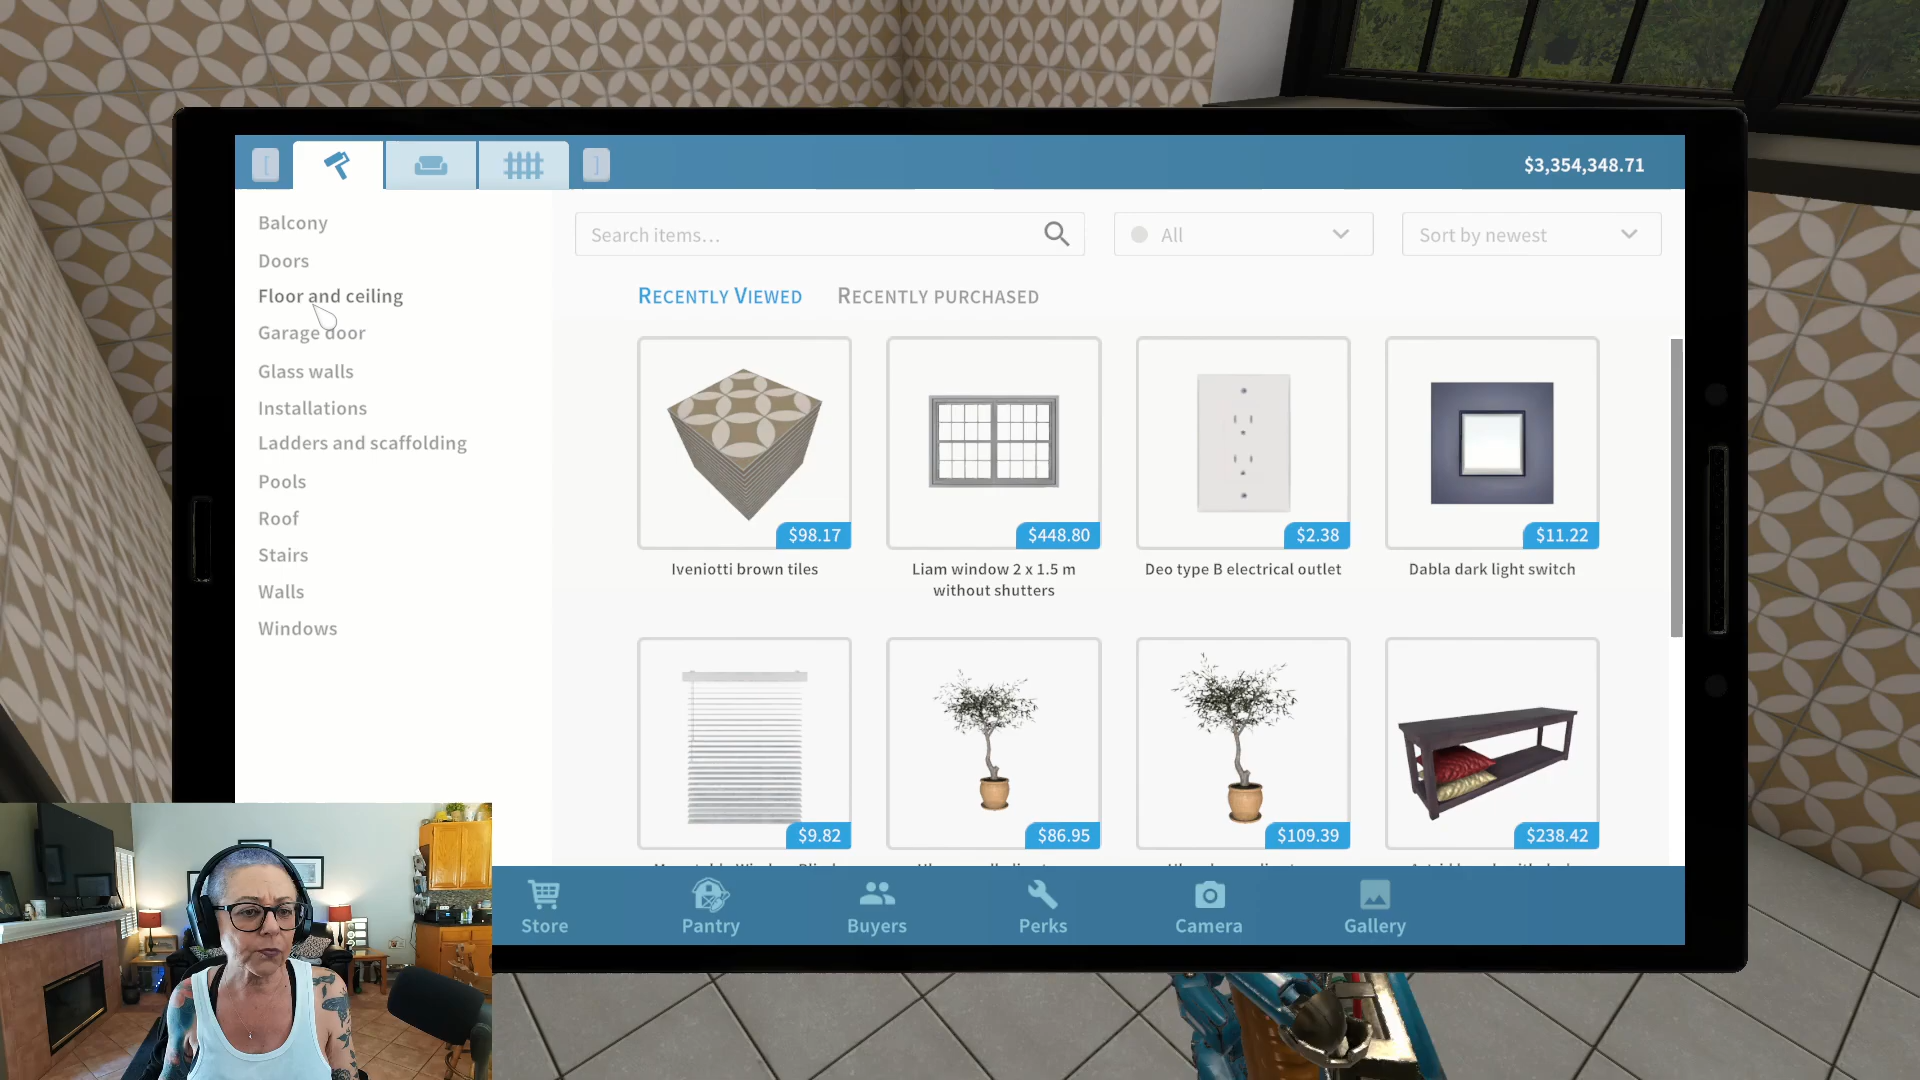 [
]
$3,354,348.71
Balcony
Doors
Floor and ceiling
Garage door
Glass walls
Installations
Ladders and scaffolding
Pools
Roof
Stairs
Walls
Windows
Search items...
All
Sort by newest
RECENTLY VIEWED
RECENTLY PURCHASED
$98.17
Iveniotti brown tiles
$448.80
Liam window 2 x 1.5 m
without shutters
$2.38
Deo type B electrical outlet
$11.22
Dabla dark light switch
$9.82
$86.95
$109.39
$238.42
Store
Pantry
Buyers
Perks
Camera
Gallery